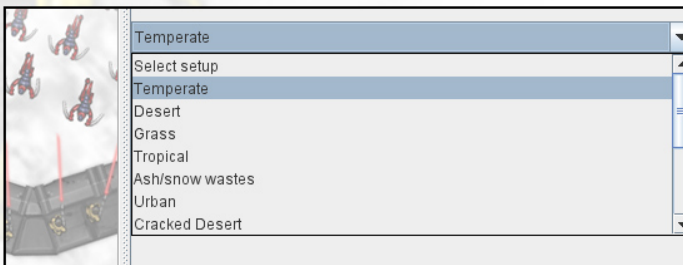 Temperate
Select setup
Temperate
Desert
Grass
Tropical
Ash/snow wastes
Urban
Cracked Desert